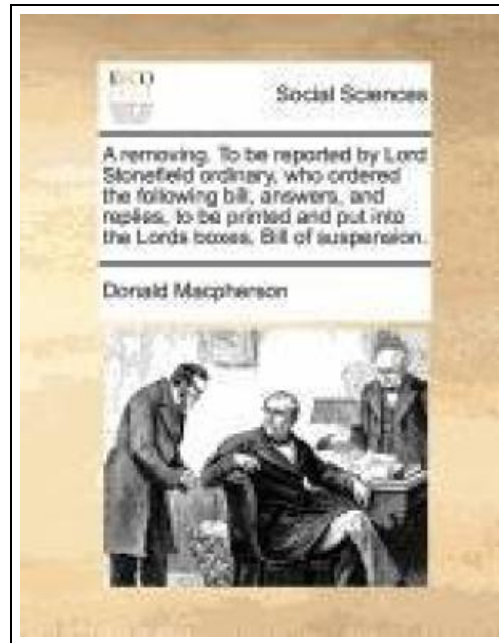 ECCO
Social Sciences
A removing. To be reported by Lord
Stonefield ordinary, who ordered
the following bill, answers, and
replies, to be printed and put into
the Lords boxes, Bill of suspension.
Donald Macpherson